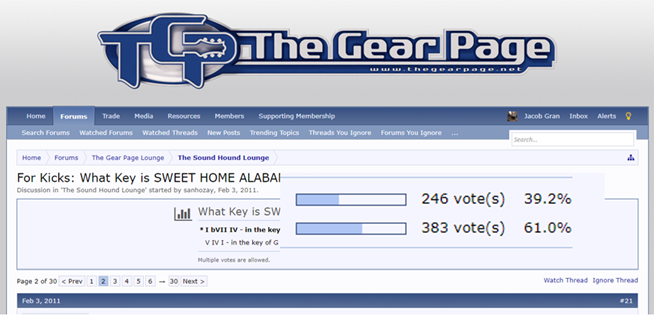 TGP The Gear Page
www.thegearpage.net
Home Forums Trade Media Resources Members Supporting Membership Jacob Gran Inbox Alerts
Search Forums Watched Forums Watched Threads New Posts Trending Topics Threads You Ignore Forums You Ignore ... Search...
Home Forums The Gear Page Lounge The Sound Hound Lounge
For Kicks: What Key is SWEET HOME ALABA
Discussion in 'The Sound Hound Lounge' started by sanhozay, Feb 3, 2011.
246 vote(s) 39.2%
What Key is SW
* I bVII IV - in the key
383 vote(s) 61.0%
V IV I - in the key of G
Multiple votes are allowed.
Page 2 of 30 < Prev 1 2 3 4 5 6 → 30 Next > Watch Thread Ignore Thread
Feb 3, 2011 #21